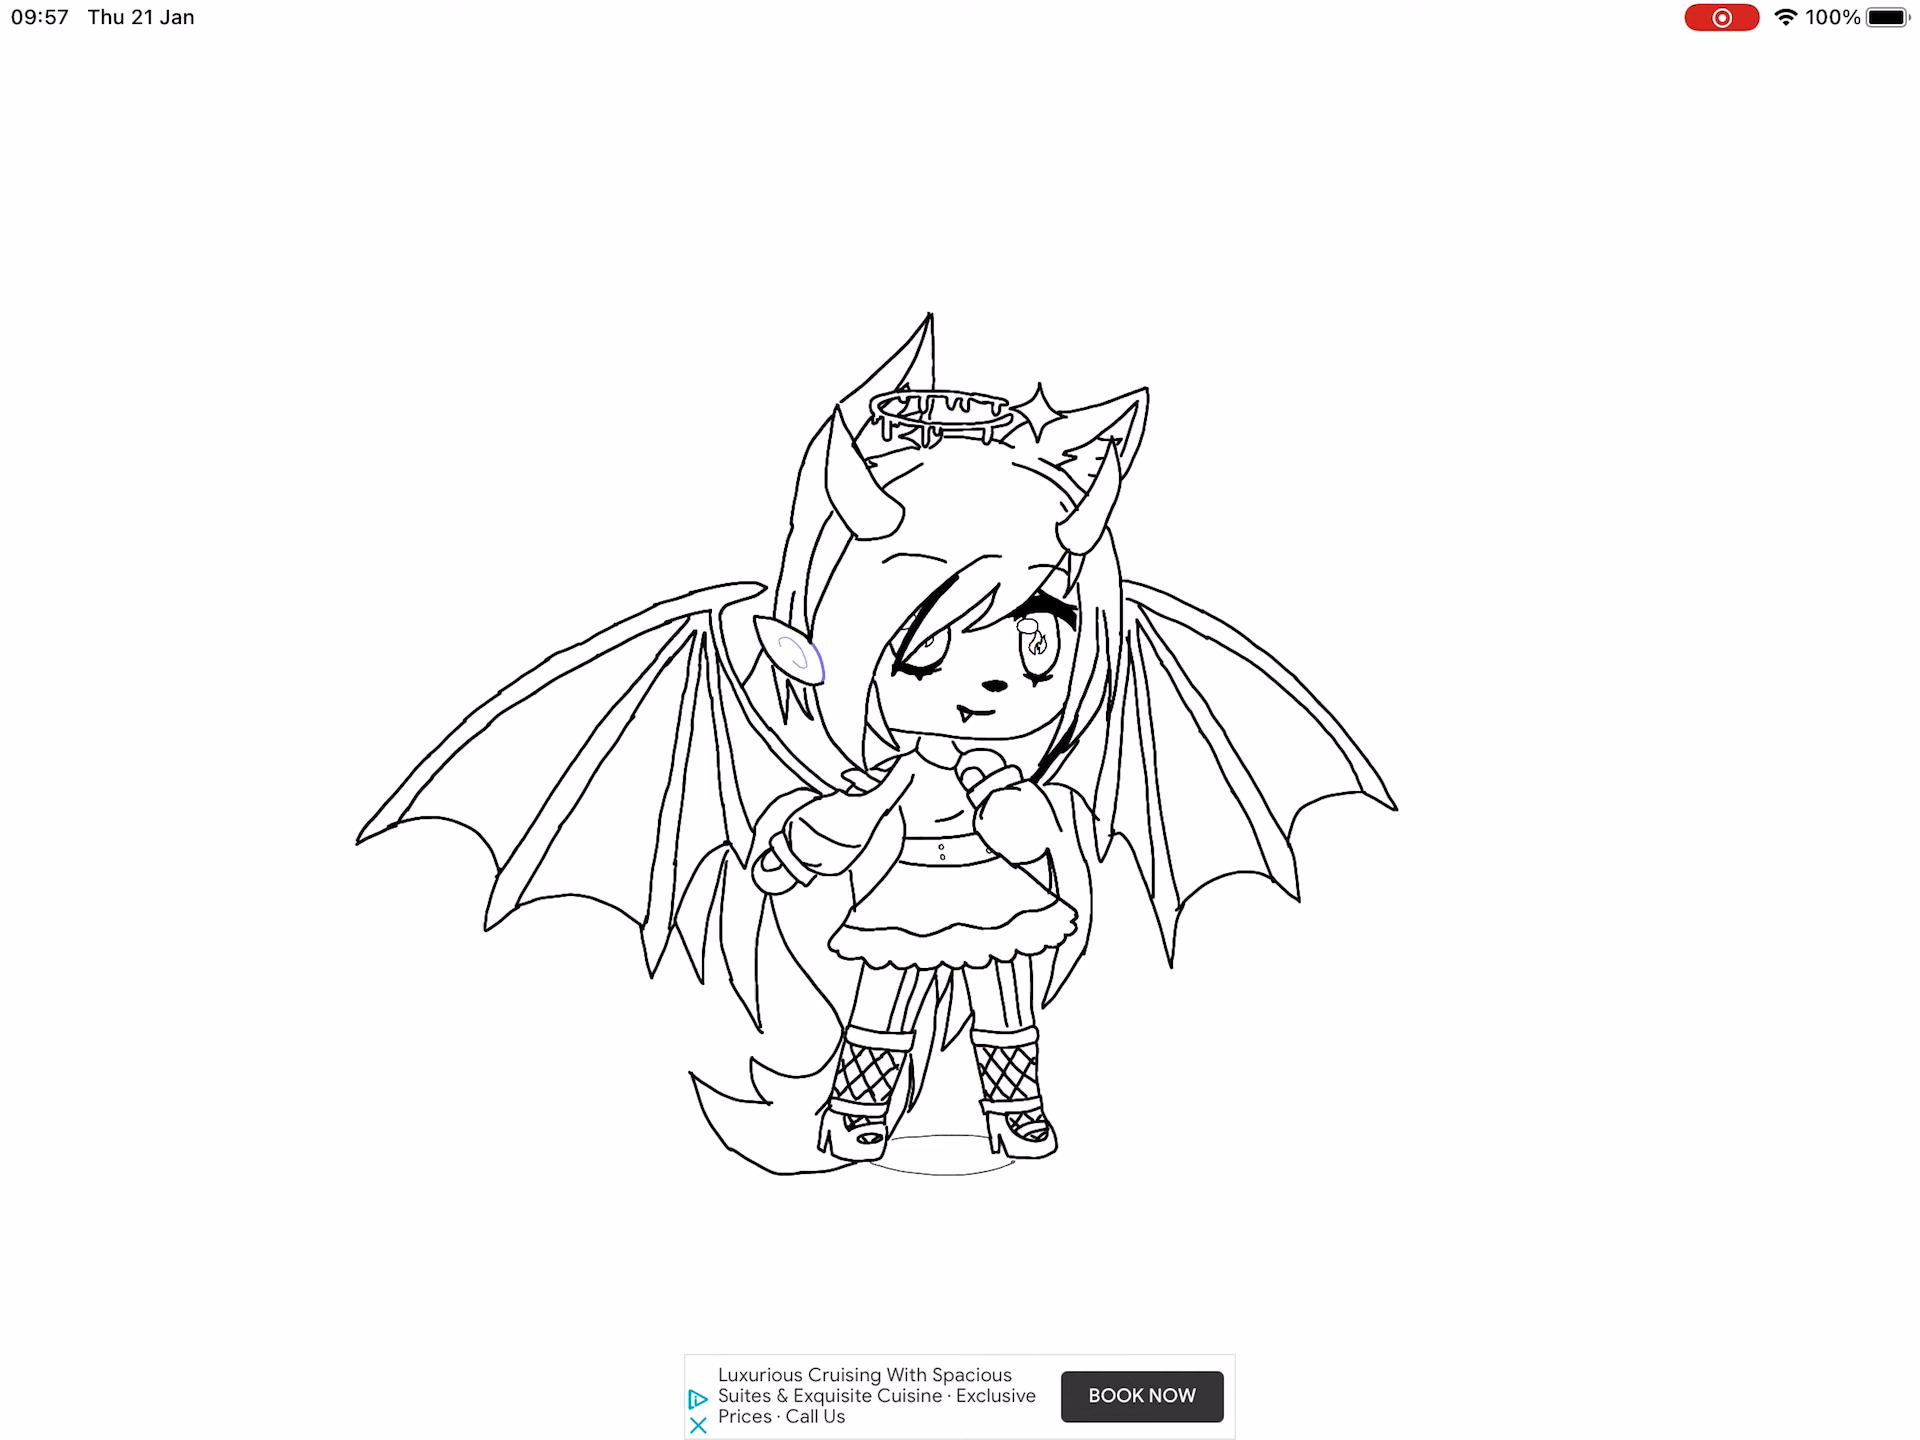 09:57 Thu 21 Jan
100%
Luxurious Cruising With Spacious
Suites & Exquisite Cuisine · Exclusive
Prices · Call Us
BOOK NOW